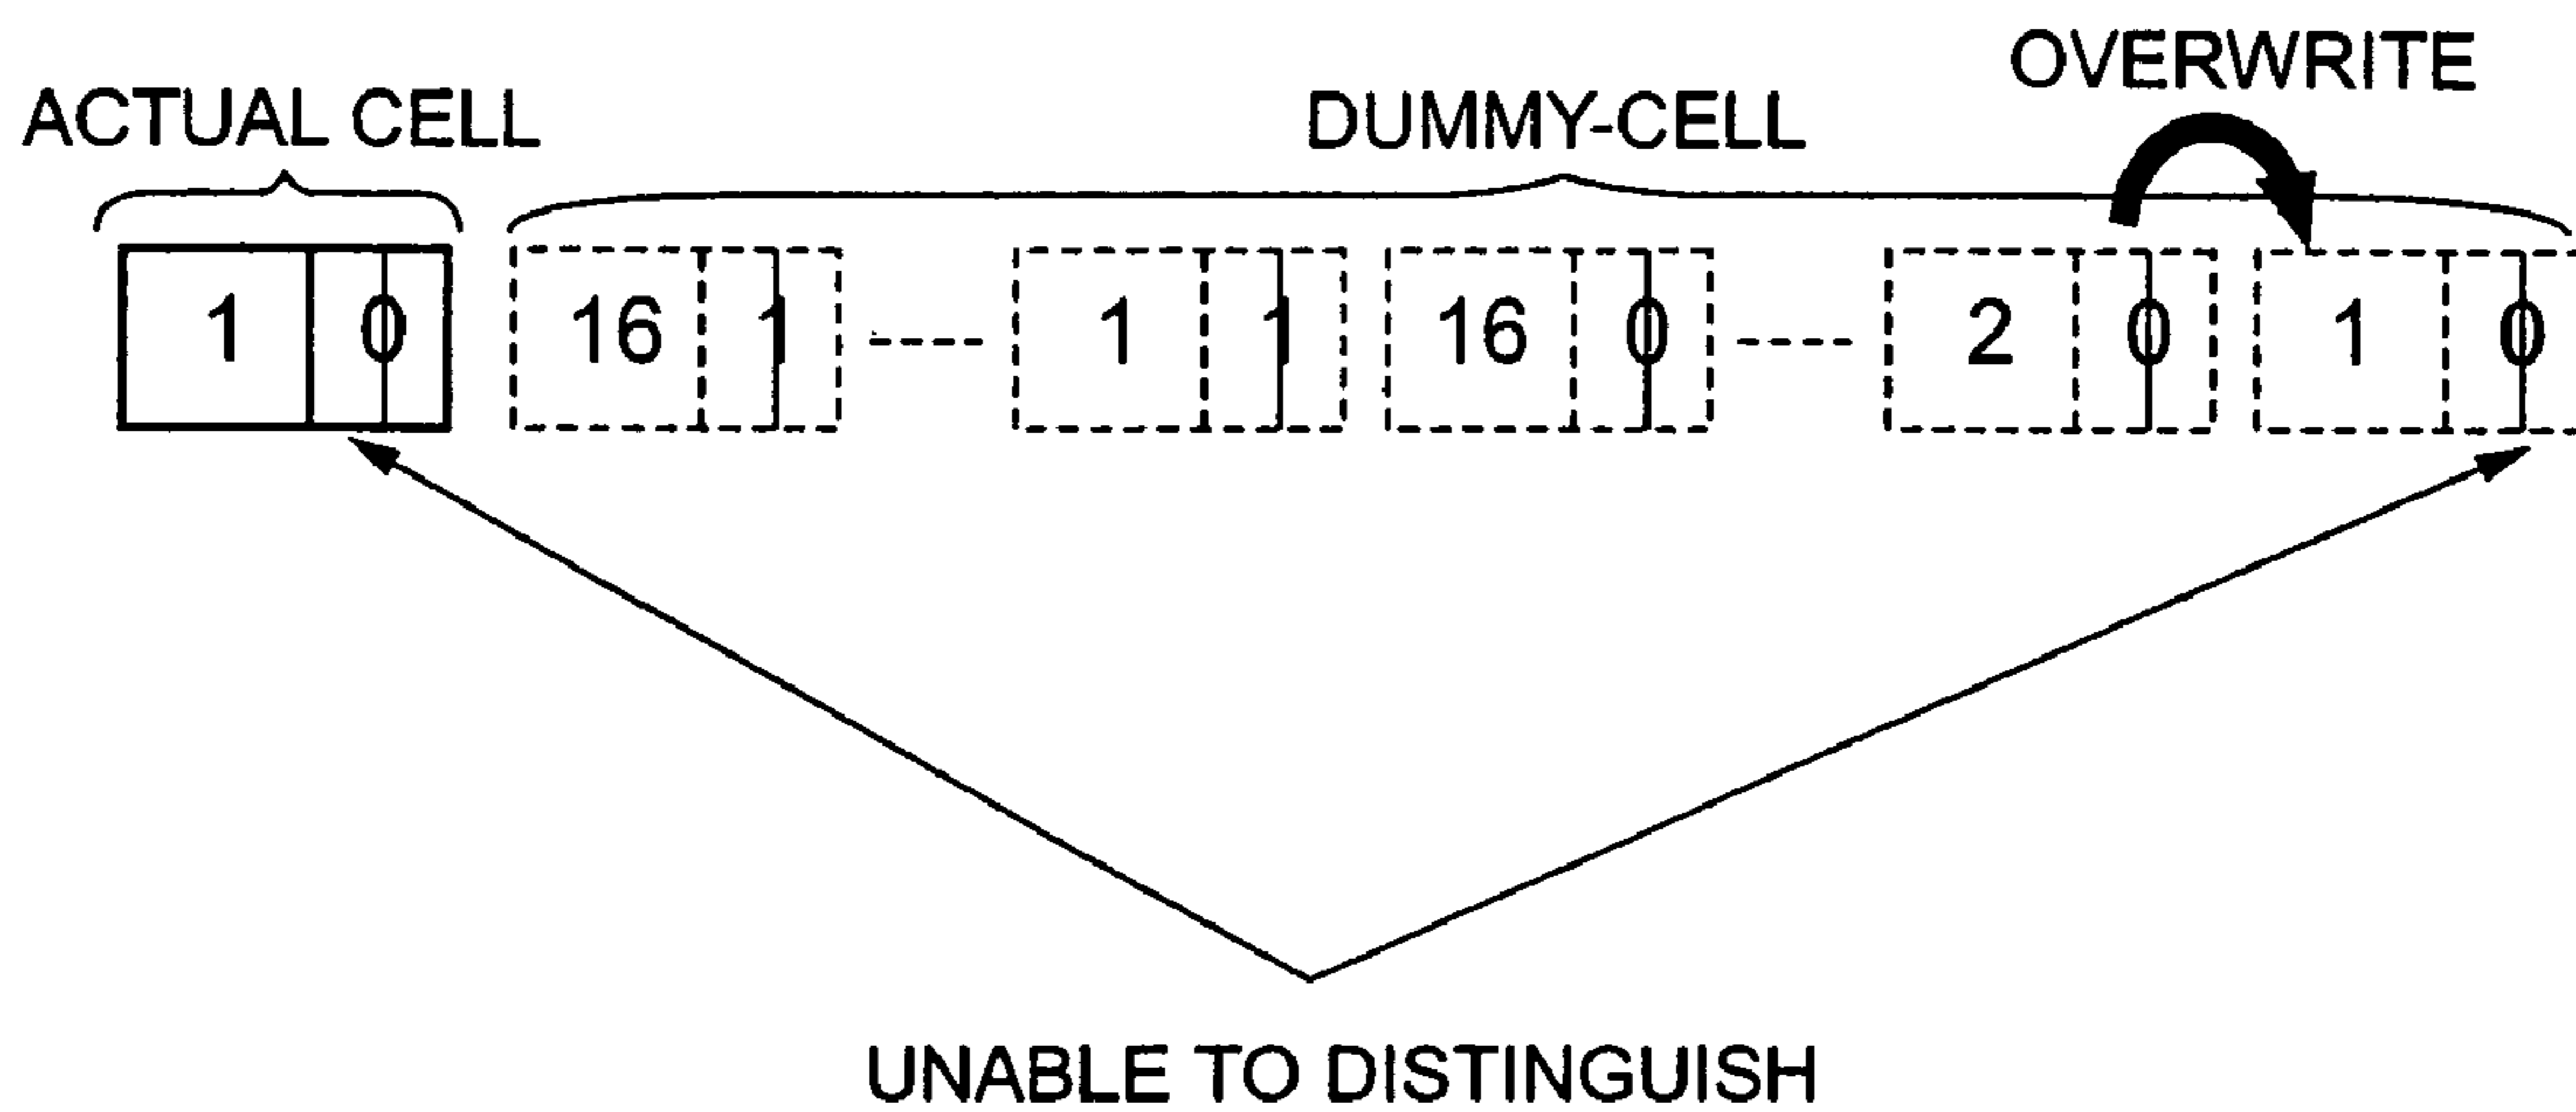 OVERWRITE
ACTUAL CELL DUMMY-CELL
1 0 16 1 1 1 16 0 2 0 1 0
UNABLE TO DISTINGUISH